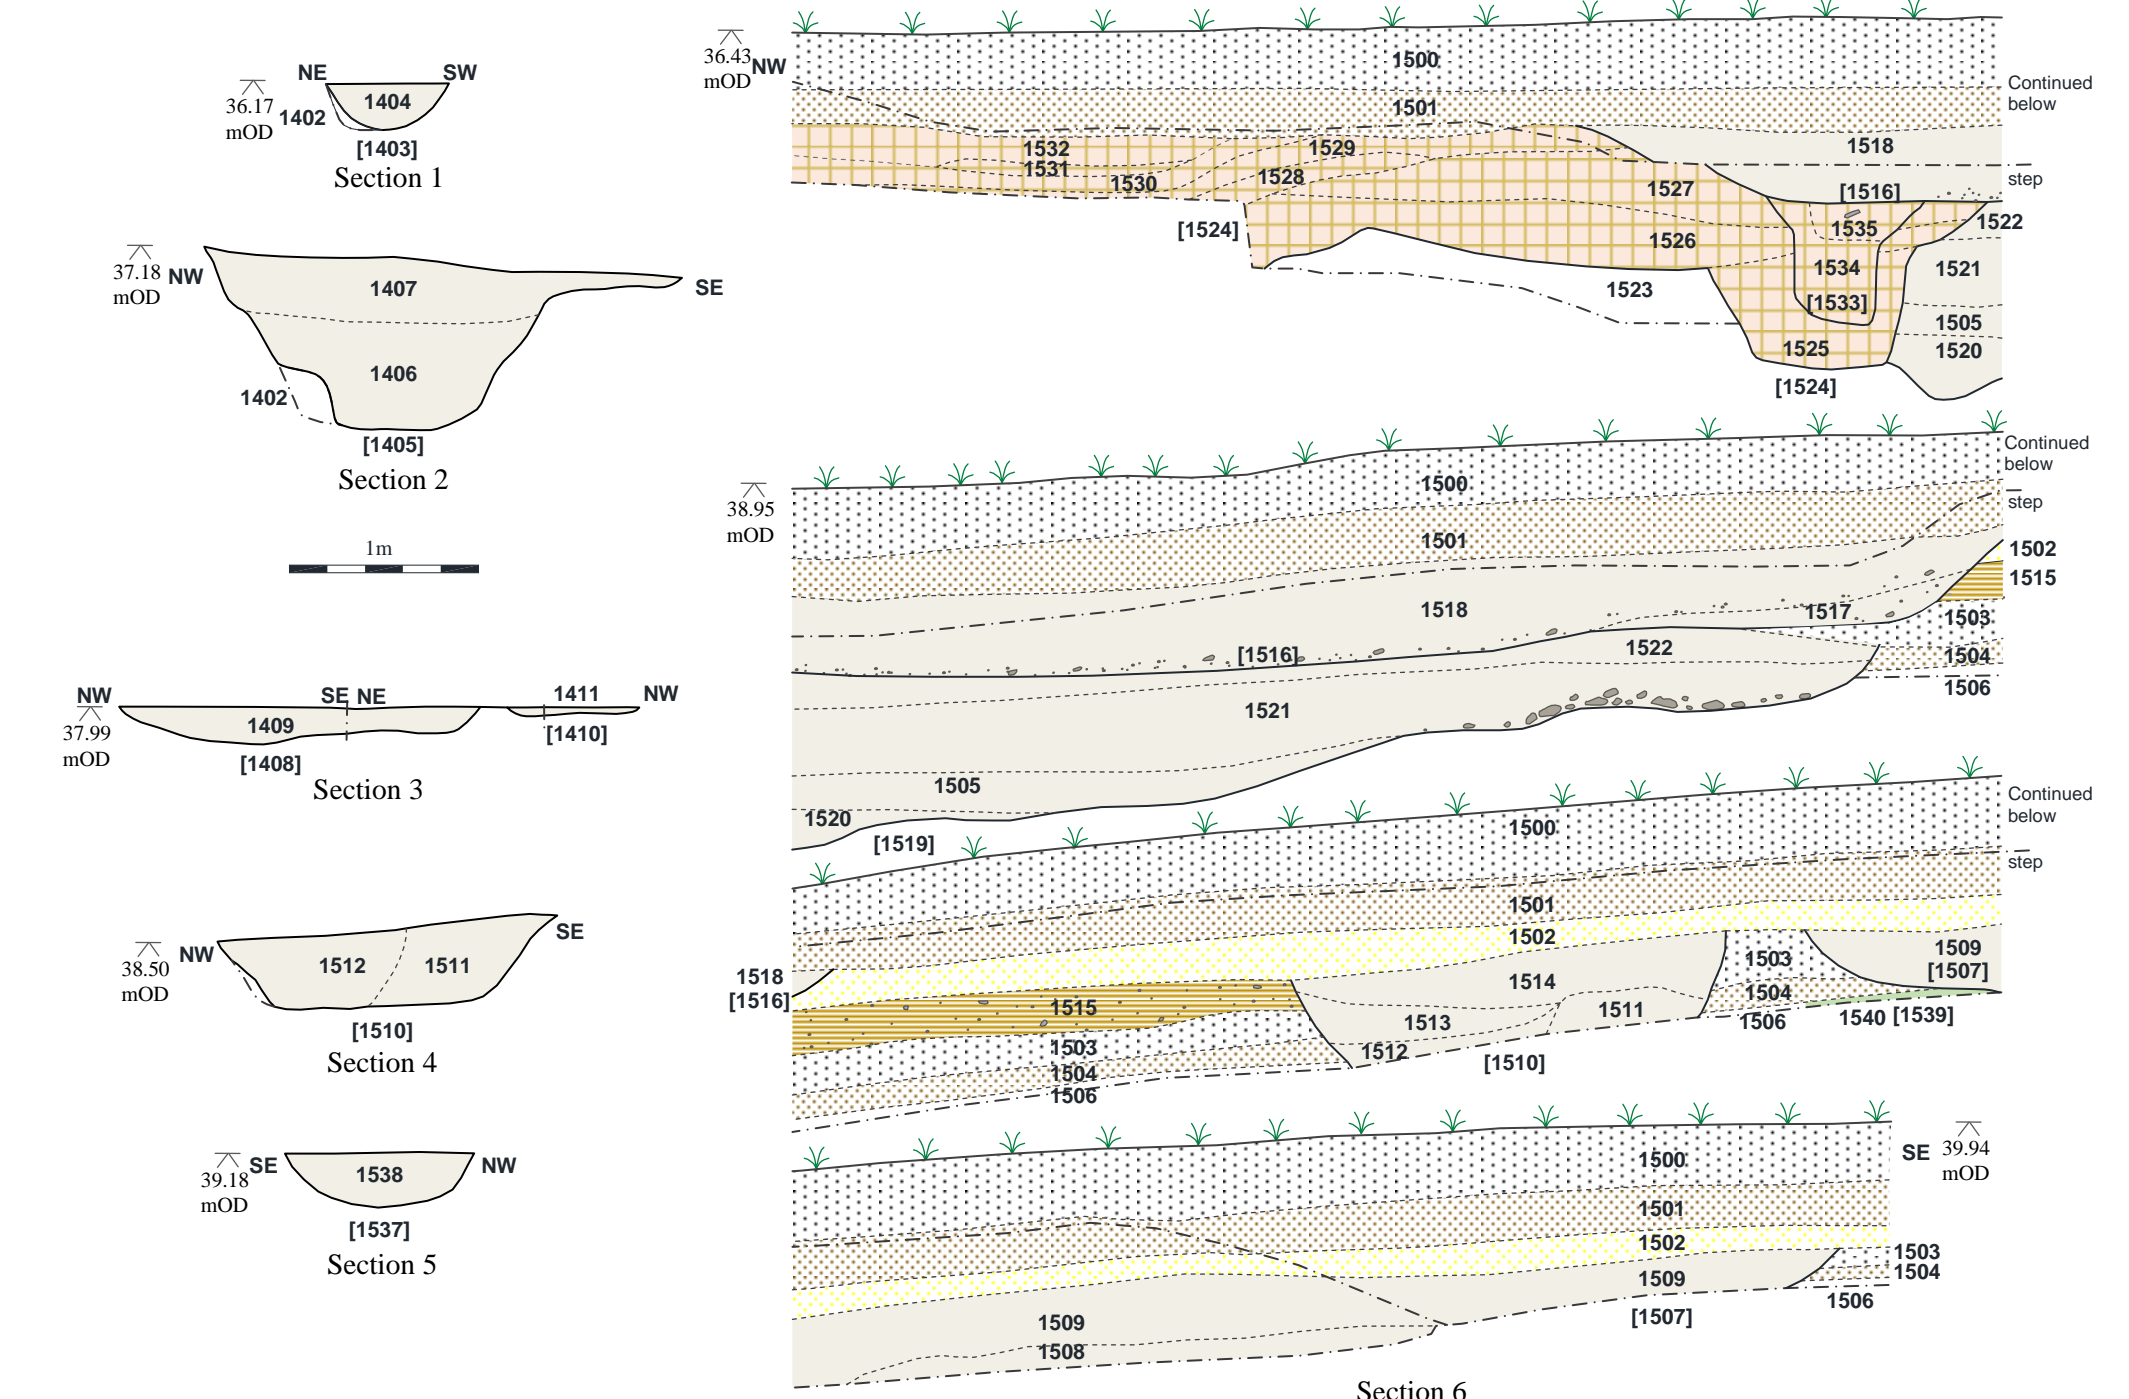 NE SW
36.17
mOD
1404
1402
[1403]
Section 1
37.18
mOD
NW
SE
1407
1406
1402
[1405]
Section 2
1m
NW
SE NE
1411
NW
37.99
mOD
1409
[1408]
[1410]
Section 3
38.50
mOD
NW
SE
1512
1511
[1510]
Section 4
39.18
mOD
SE
NW
1538
[1537]
Section 5
36.43
mOD
NW
1500
Continued
below
1501
1532
1529
1518
1531
1530
1528
step
1527
[1516]
[1524]
1535
1522
1526
1534
1521
1523
[1533]
1505
1525
1520
[1524]
Continued
below
1500
38.95
mOD
step
1501
1502
1515
1518
1517
1503
[1516]
1522
1504
1506
1521
1505
1520
[1519]
Continued
below
1500
step
1501
1502
1518
[1516]
1509
[1507]
1503
1514
1504
1515
1513
1511
1506
1540
[1539]
1503
1512
[1510]
1504
1506
1500
SE
39.94
mOD
1501
1502
1503
1504
1509
1506
[1507]
1509
1508
Section 6